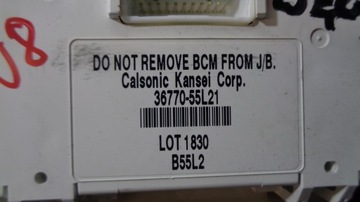 DO NOT REMOVE BCM FROM J/B.
Calsonic Kansei Corp.
36770-55L21
LOT 1830
B55L2